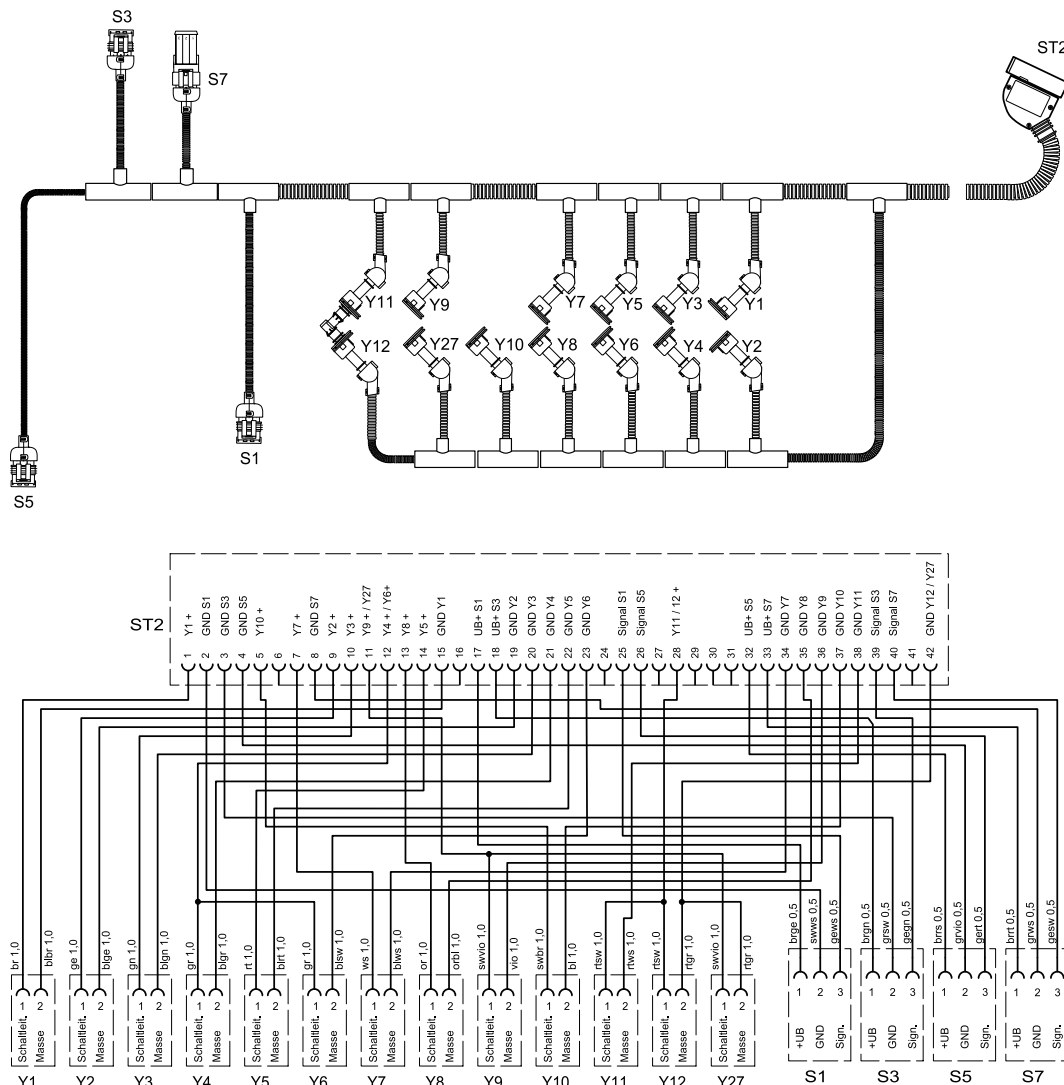 S3
S7
ST2
Y11
Y9
Y7
Y5
Y3
Y1
Y12
Y27
Y10
Y8
Y6
Y4
Y2
S1
S5
ST2
Y1 +
GND S1
GND S3
GND S5
Y10 +
Y7 +
GND S7
Y2 +
Y3 +
Y9 + / Y27
Y4 + / Y6+
Y8 +
Y5 +
GND Y1
UB+ S1
UB+ S3
GND Y2
GND Y3
GND Y4
GND Y5
GND Y6
Signal S1
Signal S5
Y11 / 12 +
UB+ S5
UB+ S7
GND Y7
GND Y8
GND Y9
GND Y10
GND Y11
Signal S3
Signal S7
GND Y12 / Y27
1 2 3 4 5 6 7 8 9 10 11 12 13 14 15 16 17 18 19 20 21 22 23 24 25 26 27 28 29 30 31 32 33 34 35 36 37 38 39 40 41 42
br 1,0
blbr 1,0
ge 1,0
blge 1,0
gn 1,0
blgn 1,0
gr 1,0
blgr 1,0
rt 1,0
blrt 1,0
gr 1,0
blsw 1,0
ws 1,0
blws 1,0
or 1,0
orbl 1,0
swvio 1,0
vio 1,0
swbr 1,0
bl 1,0
rtsw 1,0
rtws 1,0
rtsw 1,0
rtgr 1,0
swvio 1,0
rtgr 1,0
brge 0,5
swws 0,5
gews 0,5
brgn 0,5
grsw 0,5
gegn 0,5
brrs 0,5
grvio 0,5
gert 0,5
brrt 0,5
grws 0,5
gesw 0,5
1 2 1 2 1 2 1 2 1 2 1 2 1 2 1 2 1 2 1 2 1 2 1 2 1 2
1 2 3 1 2 3 1 2 3 1 2 3
Schaltleit.
Masse
Schaltleit.
Masse
Schaltleit.
Masse
Schaltleit.
Masse
Schaltleit.
Masse
Schaltleit.
Masse
Schaltleit.
Masse
Schaltleit.
Masse
Schaltleit.
Masse
Schaltleit.
Masse
Schaltleit.
Masse
Schaltleit.
Masse
Schaltleit.
Masse
+UB
GND
Sign.
+UB
GND
Sign.
+UB
GND
Sign.
+UB
GND
Sign.
Y1 Y2 Y3 Y4 Y5 Y6 Y7 Y8 Y9 Y10 Y11 Y12 Y27 S1 S3 S5 S7